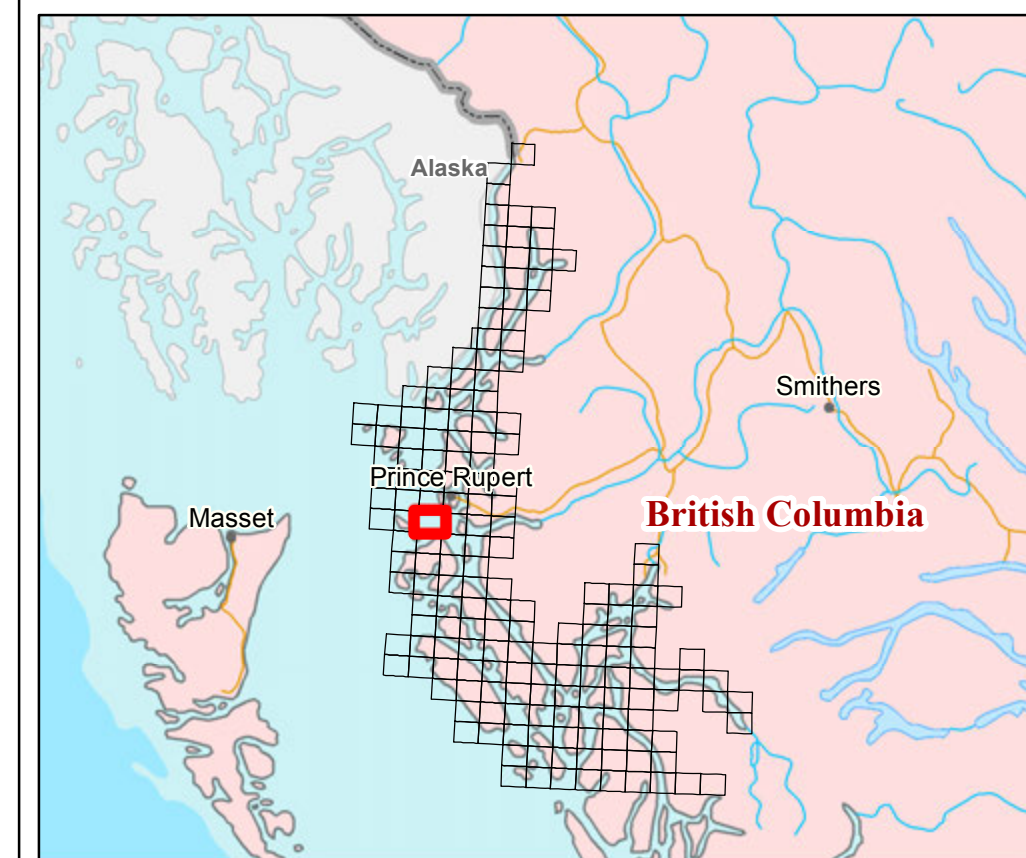 Alaska
Smithers
Prince Rupert
British Columbia
Masset